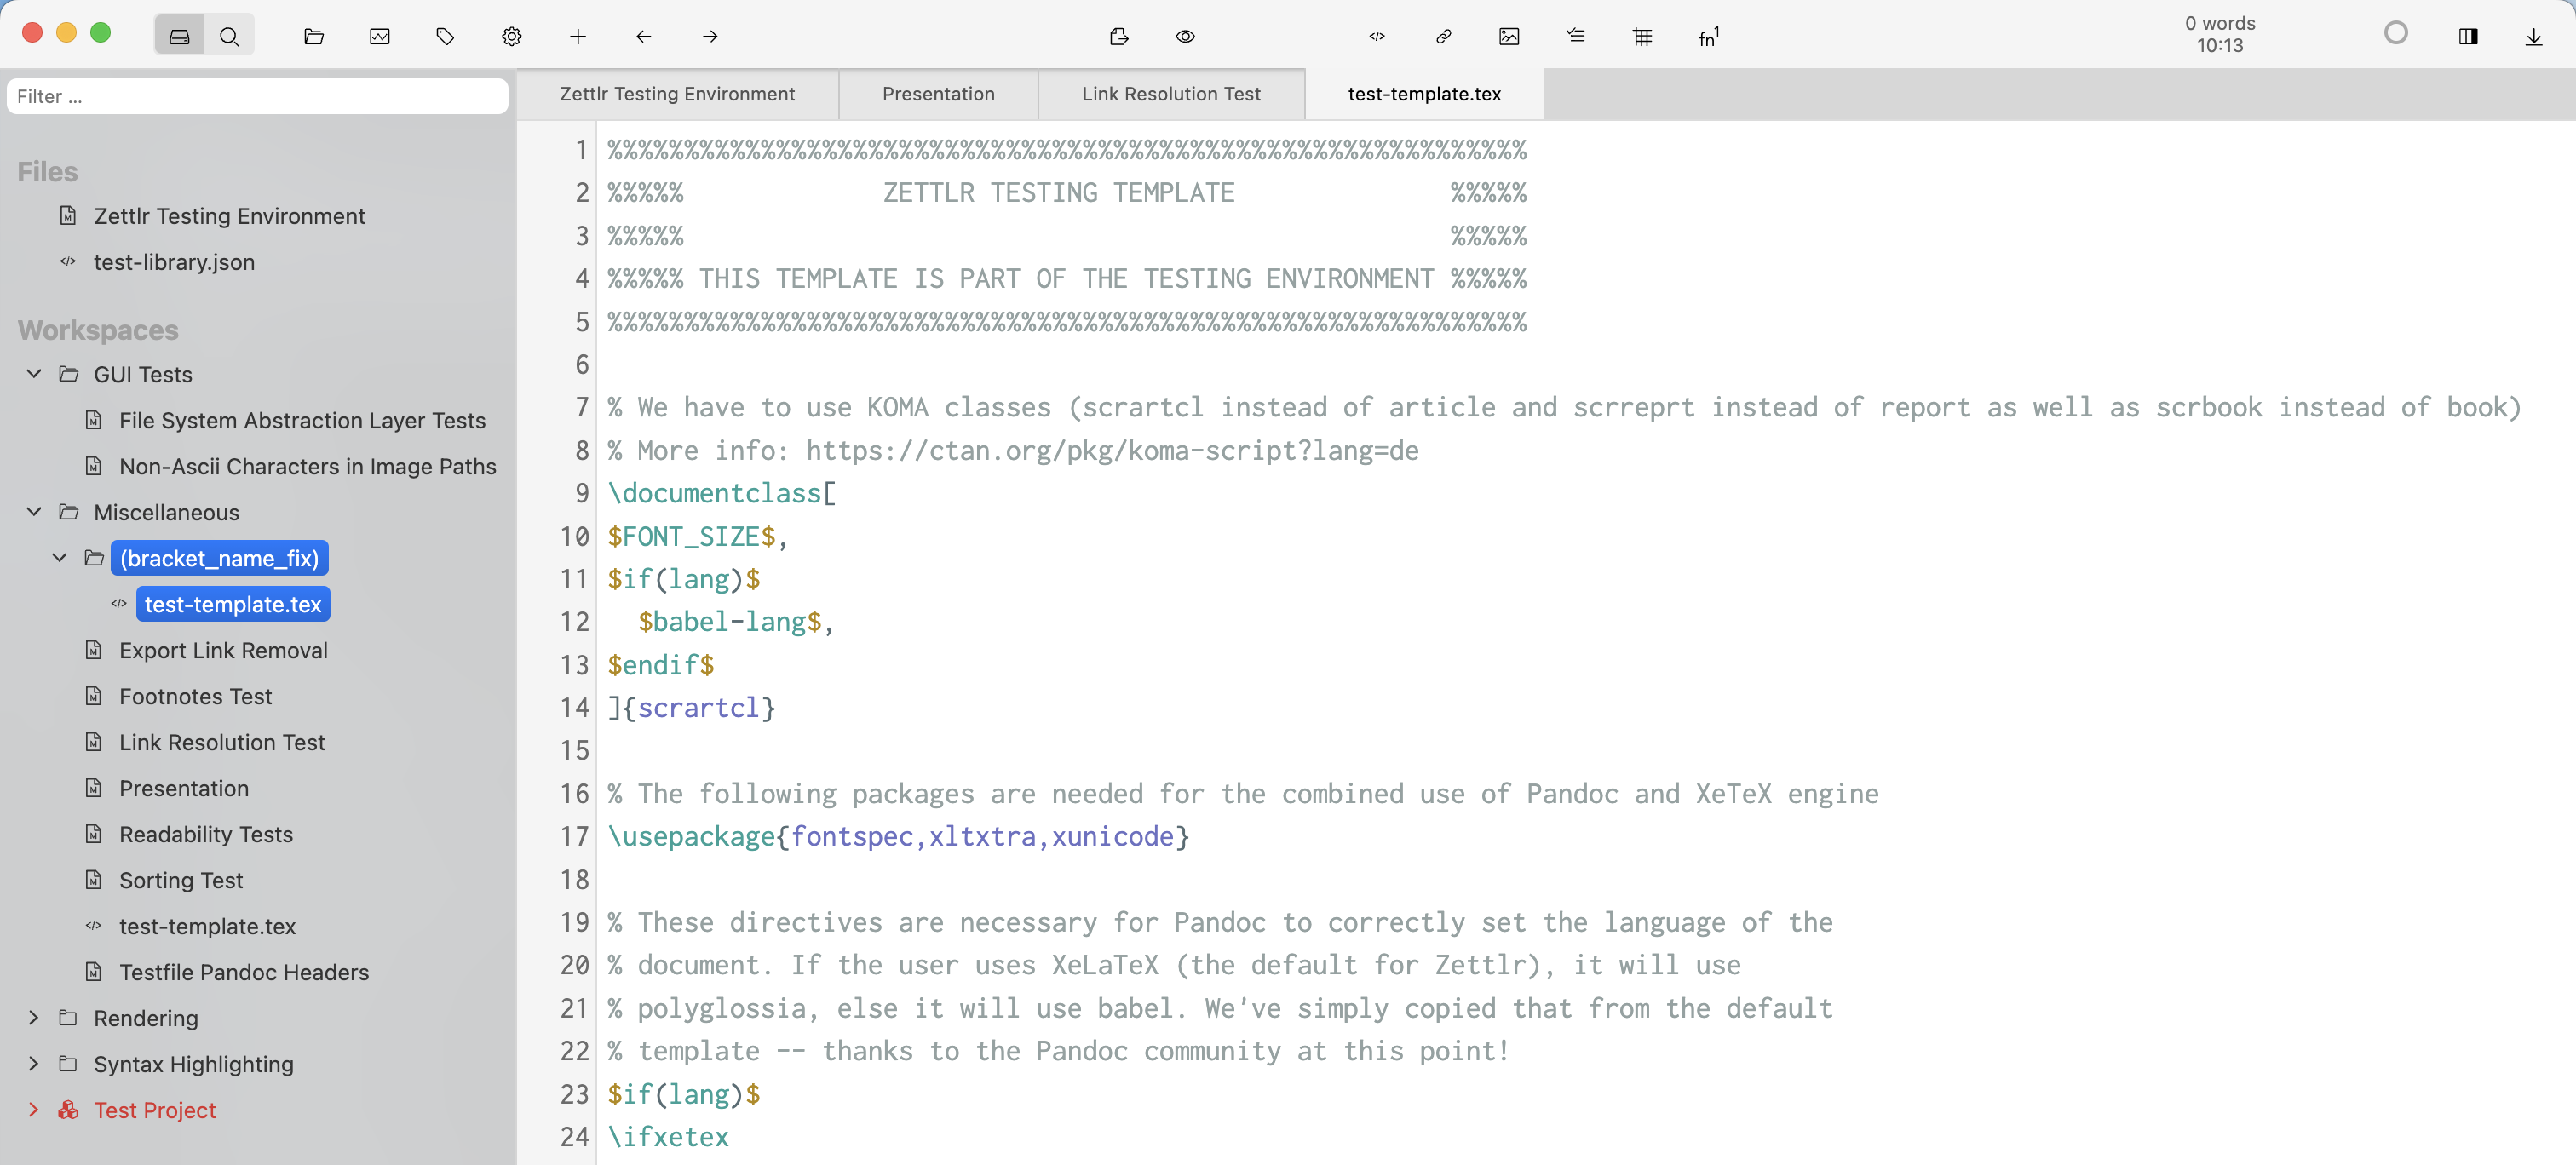 0 words
10:13
Filter ...
Files
Zettlr Testing Environment
test-library.json
Workspaces
GUI Tests
File System Abstraction Layer Tests
Non-Ascii Characters in Image Paths
Miscellaneous
(bracket_name_fix)
test-template.tex
Export Link Removal
Footnotes Test
Link Resolution Test
Presentation
Readability Tests
Sorting Test
test-template.tex
Testfile Pandoc Headers
Rendering
Syntax Highlighting
Test Project
Zettlr Testing Environment
Presentation
Link Resolution Test
test-template.tex
fn1
1 %%%%%%%%%%%%%%%%%%%%%%%%%%%%%%%%%%%%%%%%%%%%%%%%%%%%%%%%%%%%
2 %%%%%             ZETTLR TESTING TEMPLATE              %%%%%
3 %%%%%                                                  %%%%%
4 %%%%% THIS TEMPLATE IS PART OF THE TESTING ENVIRONMENT %%%%%
5 %%%%%%%%%%%%%%%%%%%%%%%%%%%%%%%%%%%%%%%%%%%%%%%%%%%%%%%%%%%%
6
7 % We have to use KOMA classes (scrartcl instead of article and scrreprt instead of report as well as scrbook instead of book)
8 % More info: https://ctan.org/pkg/koma-script?lang=de
9 \documentclass[
10 $FONT_SIZE$,
11 $if(lang)$
12   $babel-lang$,
13 $endif$
14 ]{scrartcl}
15
16 % The following packages are needed for the combined use of Pandoc and XeTeX engine
17 \usepackage{fontspec,xltxtra,xunicode}
18
19 % These directives are necessary for Pandoc to correctly set the language of the
20 % document. If the user uses XeLaTeX (the default for Zettlr), it will use
21 % polyglossia, else it will use babel. We've simply copied that from the default
22 % template -- thanks to the Pandoc community at this point!
23 $if(lang)$
24 \ifxetex